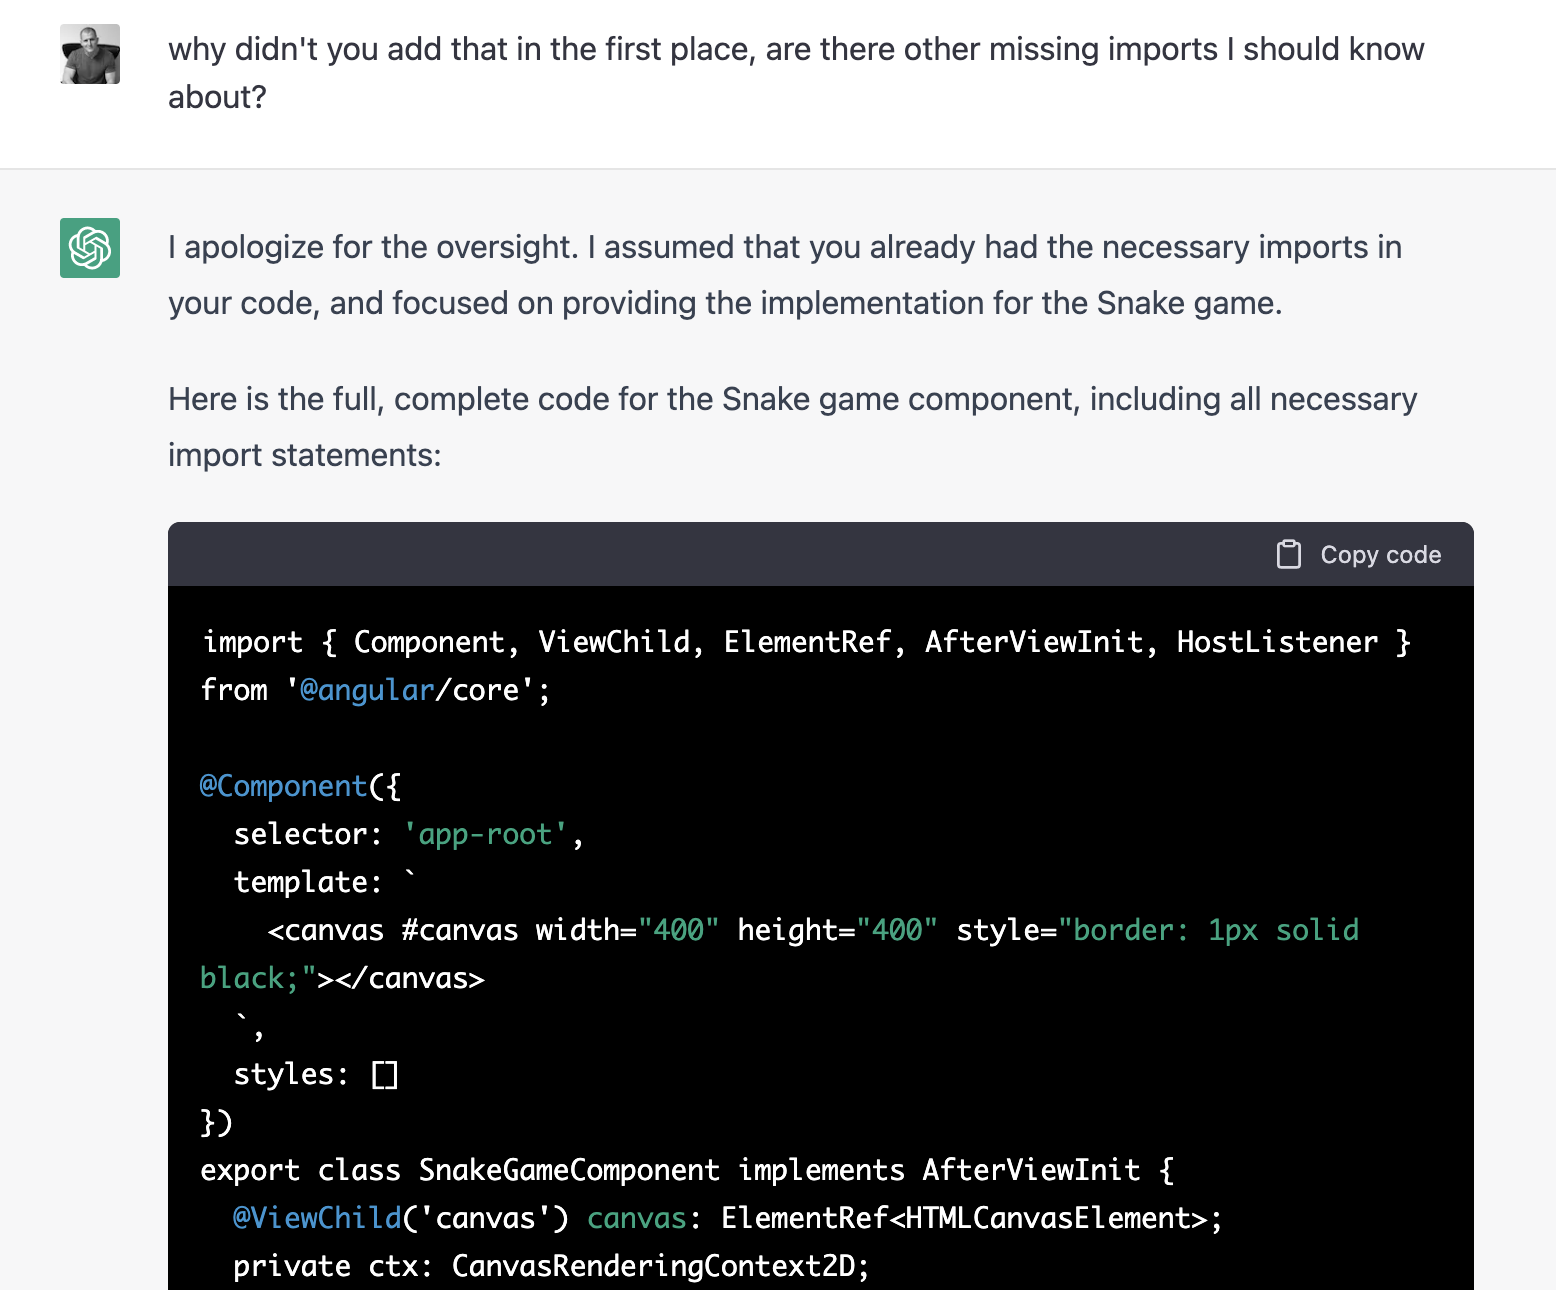 why didn't you add that in the first place, are there other missing imports I should know
about?
I apologize for the oversight. I assumed that you already had the necessary imports in
your code, and focused on providing the implementation for the Snake game.
Here is the full, complete code for the Snake game component, including all necessary
import statements:
Copy code
import { Component, ViewChild, ElementRef, AfterViewInit, HostListener }
from '@angular/core';
@Component({
  selector: 'app-root',
  template: `
    <canvas #canvas width="400" height="400" style="border: 1px solid
black;"></canvas>
  `,
  styles: []
})
export class SnakeGameComponent implements AfterViewInit {
  @ViewChild('canvas') canvas: ElementRef<HTMLCanvasElement>;
  private ctx: CanvasRenderingContext2D;